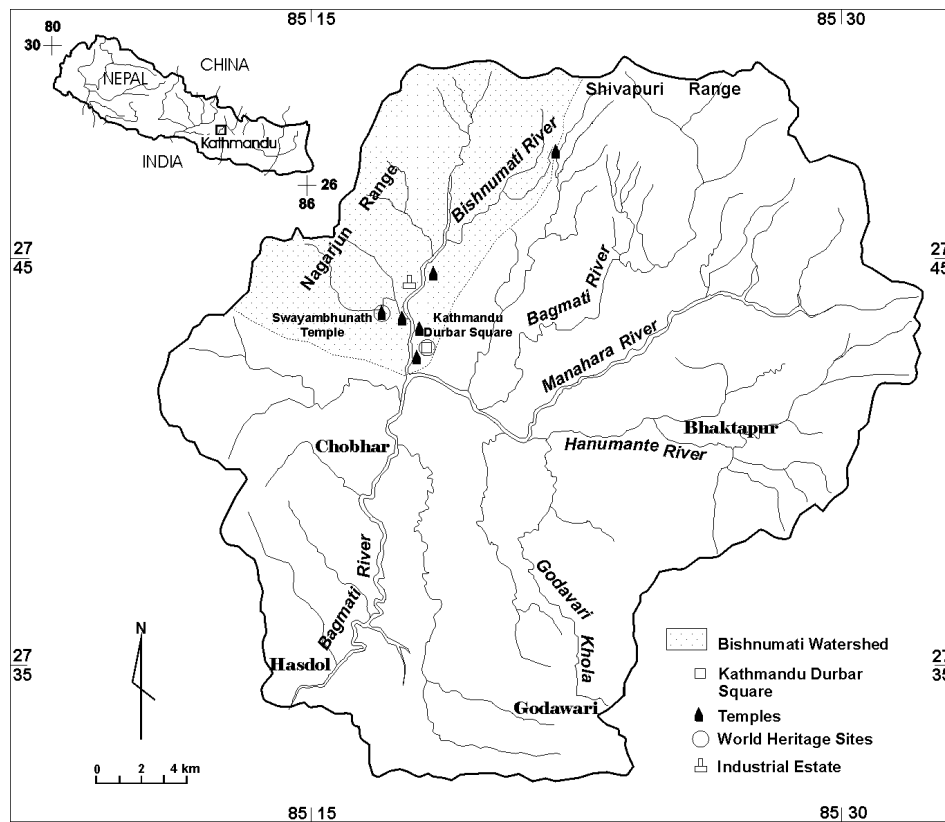 85 15
85 30
80
30
CHINA
NEPAL
Kathmandu
INDIA
26
86
Shivapuri Range
Bishnumati River
Nagarjun Range
27
45
27
45
Bagmati River
Swayambhunath
Temple
Kathmandu
Durbar Square
Manahara River
Bhaktapur
Hanumante River
Chobhar
Bagmati River
Godavari Khola
Hasdol
Godawari
N
0 2 4 km
27
35
27
35
Bishnumati Watershed
Kathmandu Durbar
Square
Temples
World Heritage Sites
Industrial Estate
85 15
85 30